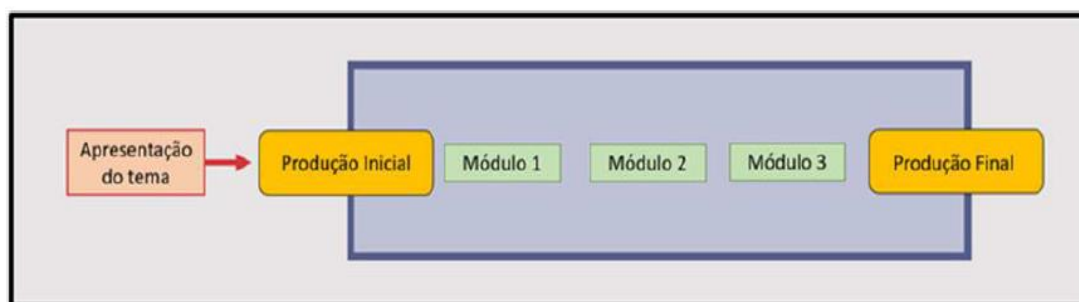 Apresentação
do tema
Produção Inicial
Módulo 1
Módulo 2
Módulo 3
Produção Final